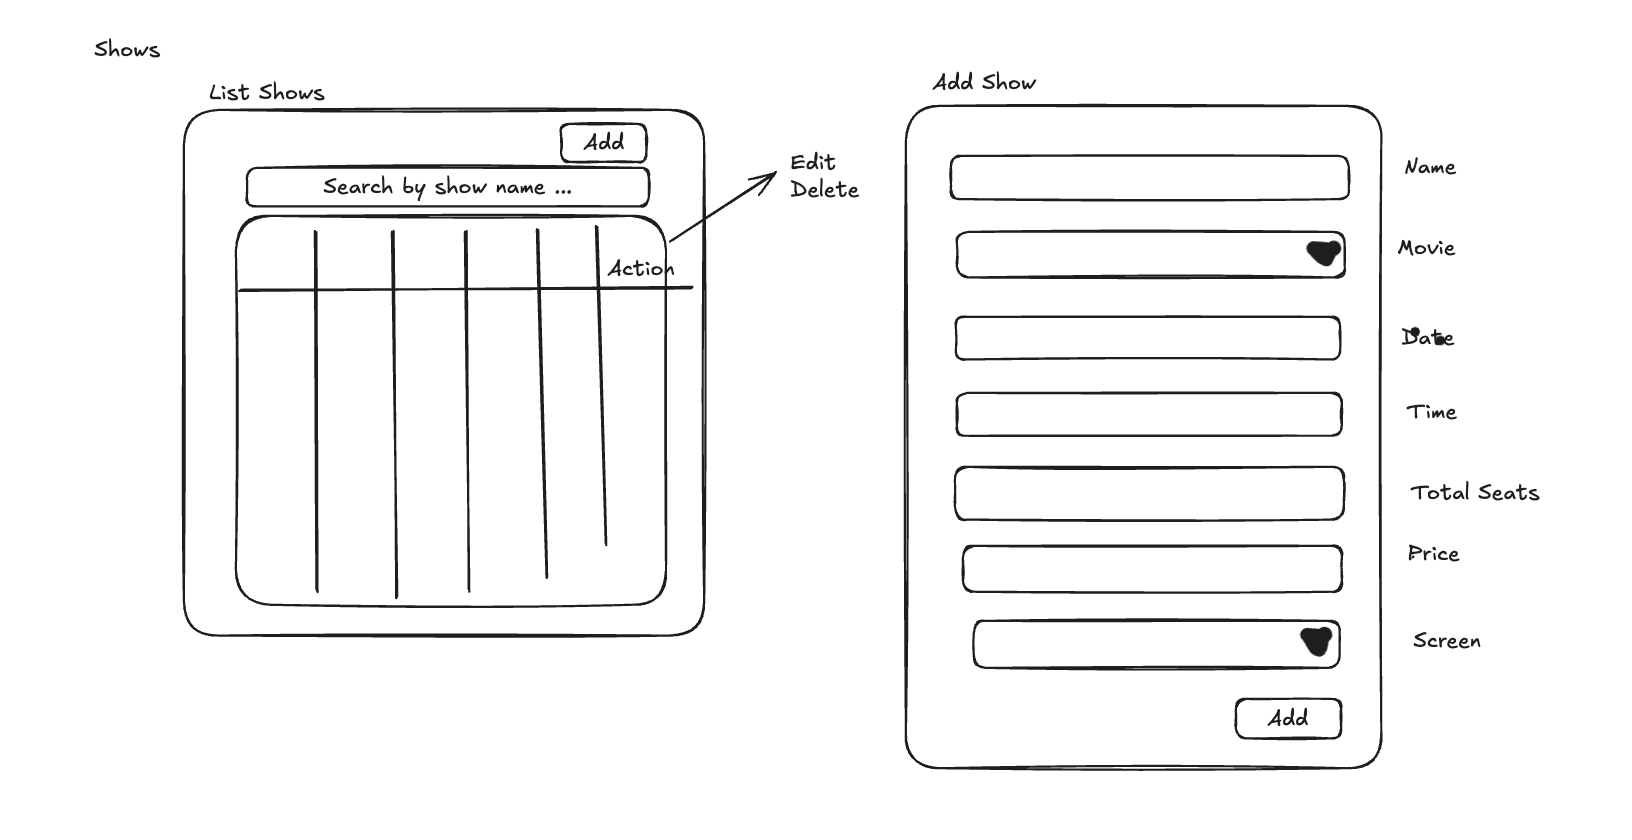 Shows
List Shows
Add
Search by show name ...
Action
Edit
Delete
Add Show
Name
Movie
Date
Time
Total Seats
Price
Screen
Add